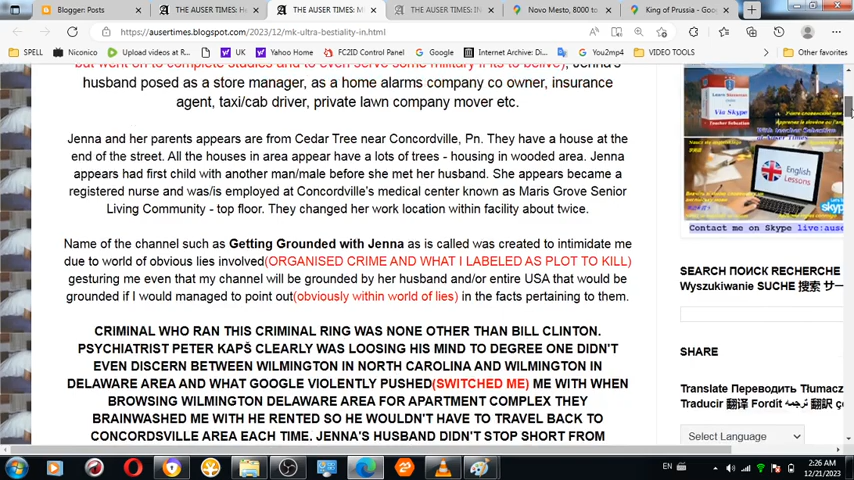 Blogger: Posts
THE AUSER TIMES: He
THE AUSER TIMES: M
THE AUSER TIMES: IN
Novo Mesto, 8000 to
King of Prussia - Goo
https://ausertimes.blogspot.com/2023/12/mk-ultra-bestiality-in.html
SPELL
Niconico
Upload videos at R...
UK
Yahoo Home
FC2ID Control Panel
Google
Internet Archive: Di...
You2mp4
VIDEO TOOLS
Other favorites
but went on to complete studies and to even serve some military if its to belive), Jenna's
husband posed as a store manager, as a home alarms company co owner, insurance
agent, taxi/cab driver, private lawn company mover etc.
Jenna and her parents appears are from Cedar Tree near Concordville, Pn. They have a house at the
end of the street. All the houses in area appear have a lots of trees - housing in wooded area. Jenna
appears had first child with another man/male before she met her husband. She appears became a
registered nurse and was/is employed at Concordville's medical center known as Maris Grove Senior
Living Community - top floor. They changed her work location within facility about twice.
Name of the channel such as Getting Grounded with Jenna as is called was created to intimidate me
due to world of obvious lies involved(ORGANISED CRIME AND WHAT I LABELED AS PLOT TO KILL)
gesturing me even that my channel will be grounded by her husband and/or entire USA that would be
grounded if I would managed to point out(obviously within world of lies) in the facts pertaining to them.
CRIMINAL WHO RAN THIS CRIMINAL RING WAS NONE OTHER THAN BILL CLINTON.
PSYCHIATRIST PETER KAPŠ CLEARLY WAS LOOSING HIS MIND TO DEGREE ONE DIDN'T
EVEN DISCERN BETWEEN WILMINGTON IN NORTH CAROLINA AND WILMINGTON IN
DELAWARE AREA AND WHAT GOOGLE VIOLENTLY PUSHED(SWITCHED ME) ME WITH WHEN
BROWSING WILMINGTON DELAWARE AREA FOR APARTMENT COMPLEX THEY
BRAINWASHED ME WITH HE RENTED SO HE WOULDN'T HAVE TO TRAVEL BACK TO
CONCORDSVILLE AREA EACH TIME. JENNA'S HUSBAND DIDN'T STOP SHORT FROM
Via Skype
English
Lessons
Contact me on Skype live:ause
SEARCH ПОИСК RECHERCHE
Wyszukiwanie SUCHE 搜索 サー
SHARE
Translate Переводить Tłumacz
Traducir 翻译 Fordít ترجمة 翻訳 ç
Select Language
EN
2:26 AM
12/21/2023